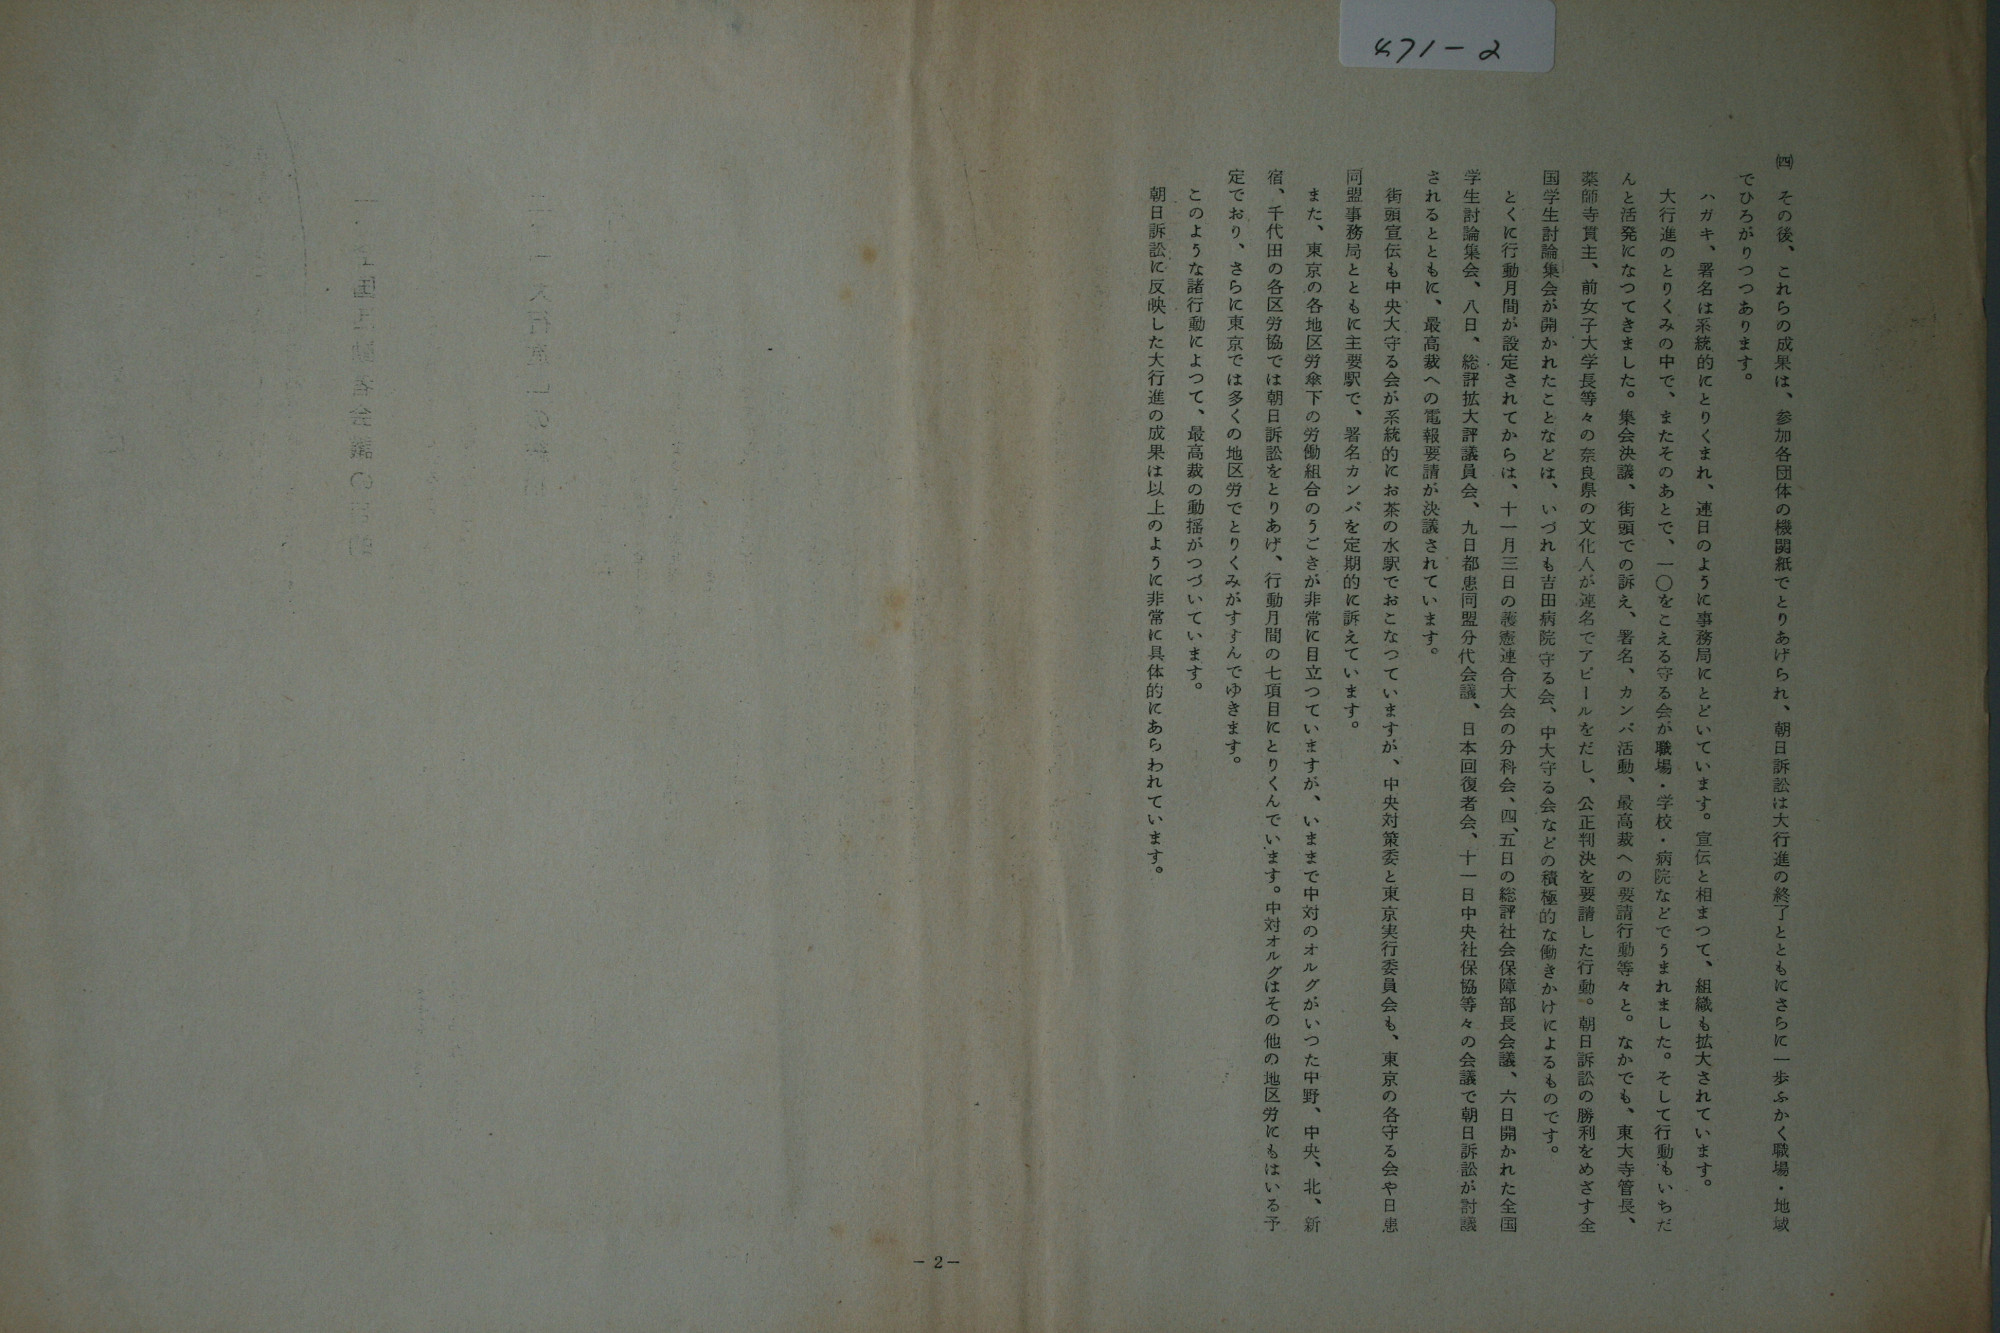 471-2
㈣　その後、これらの成果は、参加各団体の機関紙でとりあげられ、朝日訴訟は大行進の終了とともにさらに一歩ふかく職場・地域
でひろがりつつあります。
ハガキ、署名は系統的にとりくまれ、連日のように事務局にとどいています。宣伝と相まつて、組織も拡大されています。
大行進のとりくみの中で、またそのあとで、一〇をこえる守る会が職場・学校・病院などでうまれました。そして行動もいちだ
んと活発になつてきました。集会決議、街頭での訴え、署名、カンパ活動、最高裁への要請行動等々と。なかでも、東大寺管長、
薬師寺貫主、前女子大学長等々の奈良県の文化人が連名でアピールをだし、公正判決を要請した行動。朝日訴訟の勝利をめざす全
国学生討論集会が開かれたことなどは、いづれも吉田病院守る会、中大守る会などの積極的な働きかけによるものです。
とくに行動月間が設定されてからは、十一月三日の護憲連合大会の分科会、四、五日の総評社会保障部長会議、六日開かれた全国
学生討論集会、八日、総評拡大評議員会、九日都患同盟分代会議、日本回復者会、十一日中央社保協等々の会議で朝日訴訟が討議
されるとともに、最高裁への電報要請が決議されています。
街頭宣伝も中央大守る会が系統的にお茶の水駅でおこなつていますが、中央対策委と東京実行委員会も、東京の各守る会や日患
同盟事務局とともに主要駅で、署名カンパを定期的に訴えています。
また、東京の各地区労傘下の労働組合のうごきが非常に目立つていますが、いままで中対のオルグがいつた中野、中央、北、新
宿、千代田の各区労協では朝日訴訟をとりあげ、行動月間の七項目にとりくんでいます。中対オルグはその他の地区労にもはいる予
定でおり、さらに東京では多くの地区労でとりくみがすすんでゆきます。
このような諸行動によつて、最高裁の動揺がつづいています。
朝日訴訟に反映した大行進の成果は以上のように非常に具体的にあらわれています。
－2－